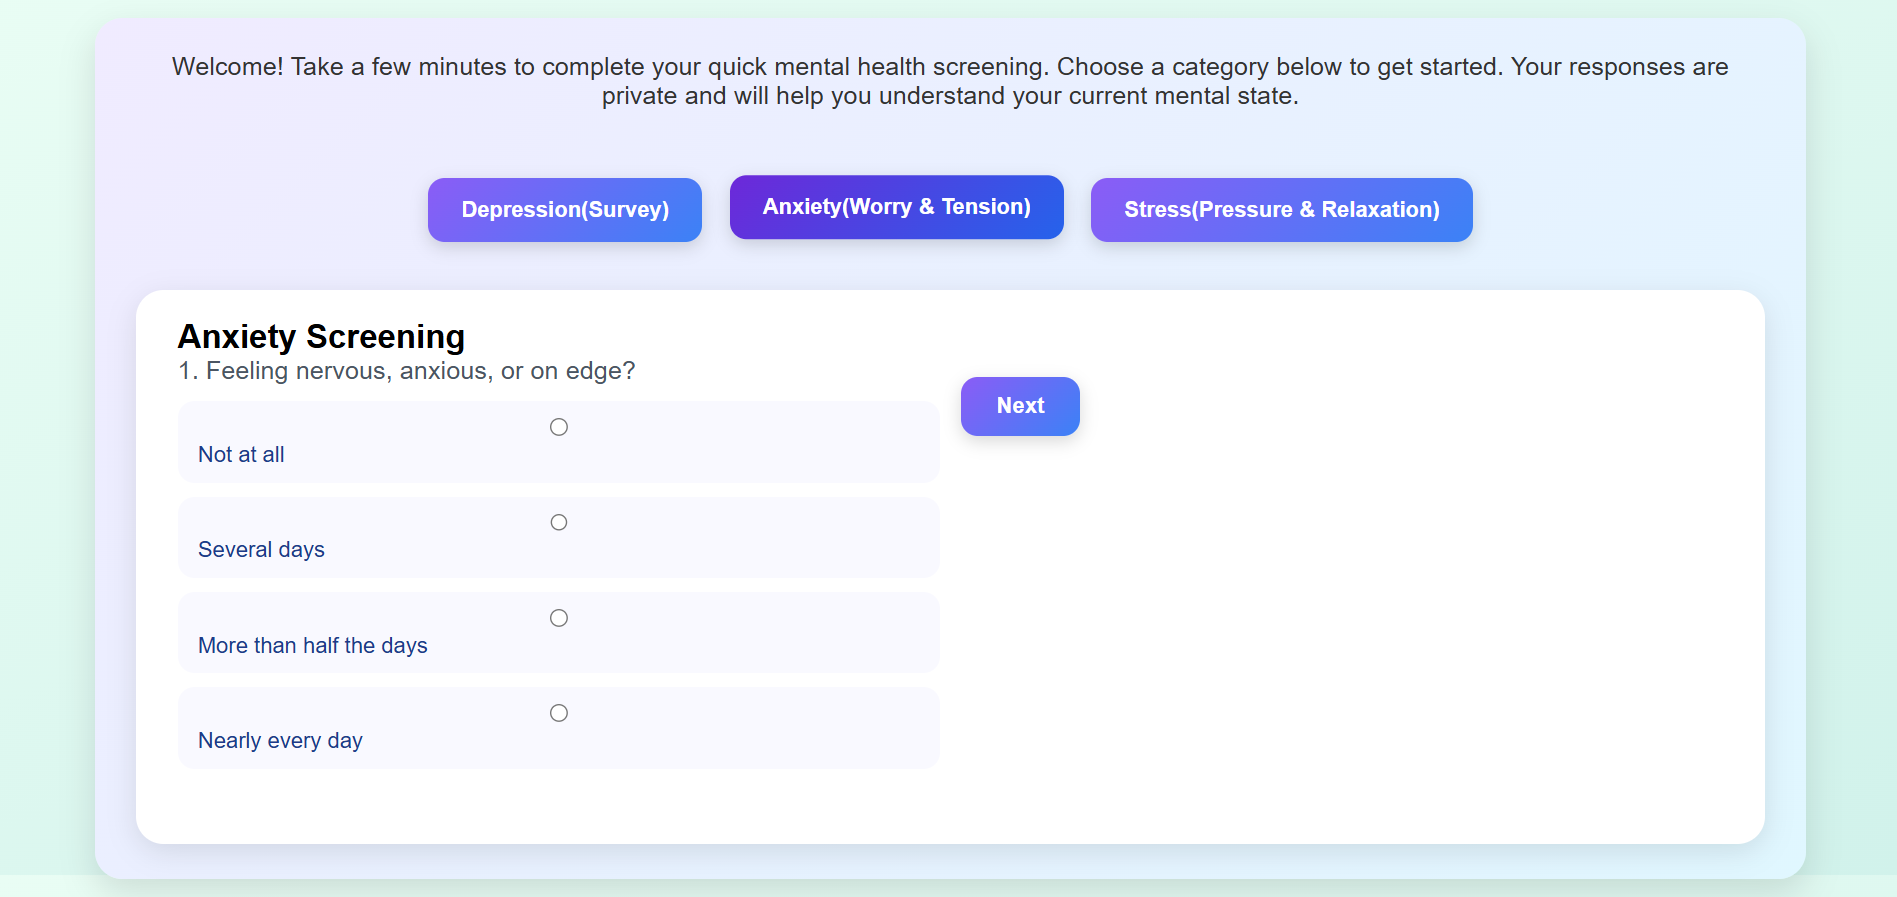 Welcome! Take a few minutes to complete your quick mental health screening. Choose a category below to get started. Your responses are
private and will help you understand your current mental state.
Depression(Survey)
Anxiety(Worry & Tension)
Stress(Pressure & Relaxation)
Anxiety Screening
1. Feeling nervous, anxious, or on edge?
Next
Not at all
Several days
More than half the days
Nearly every day